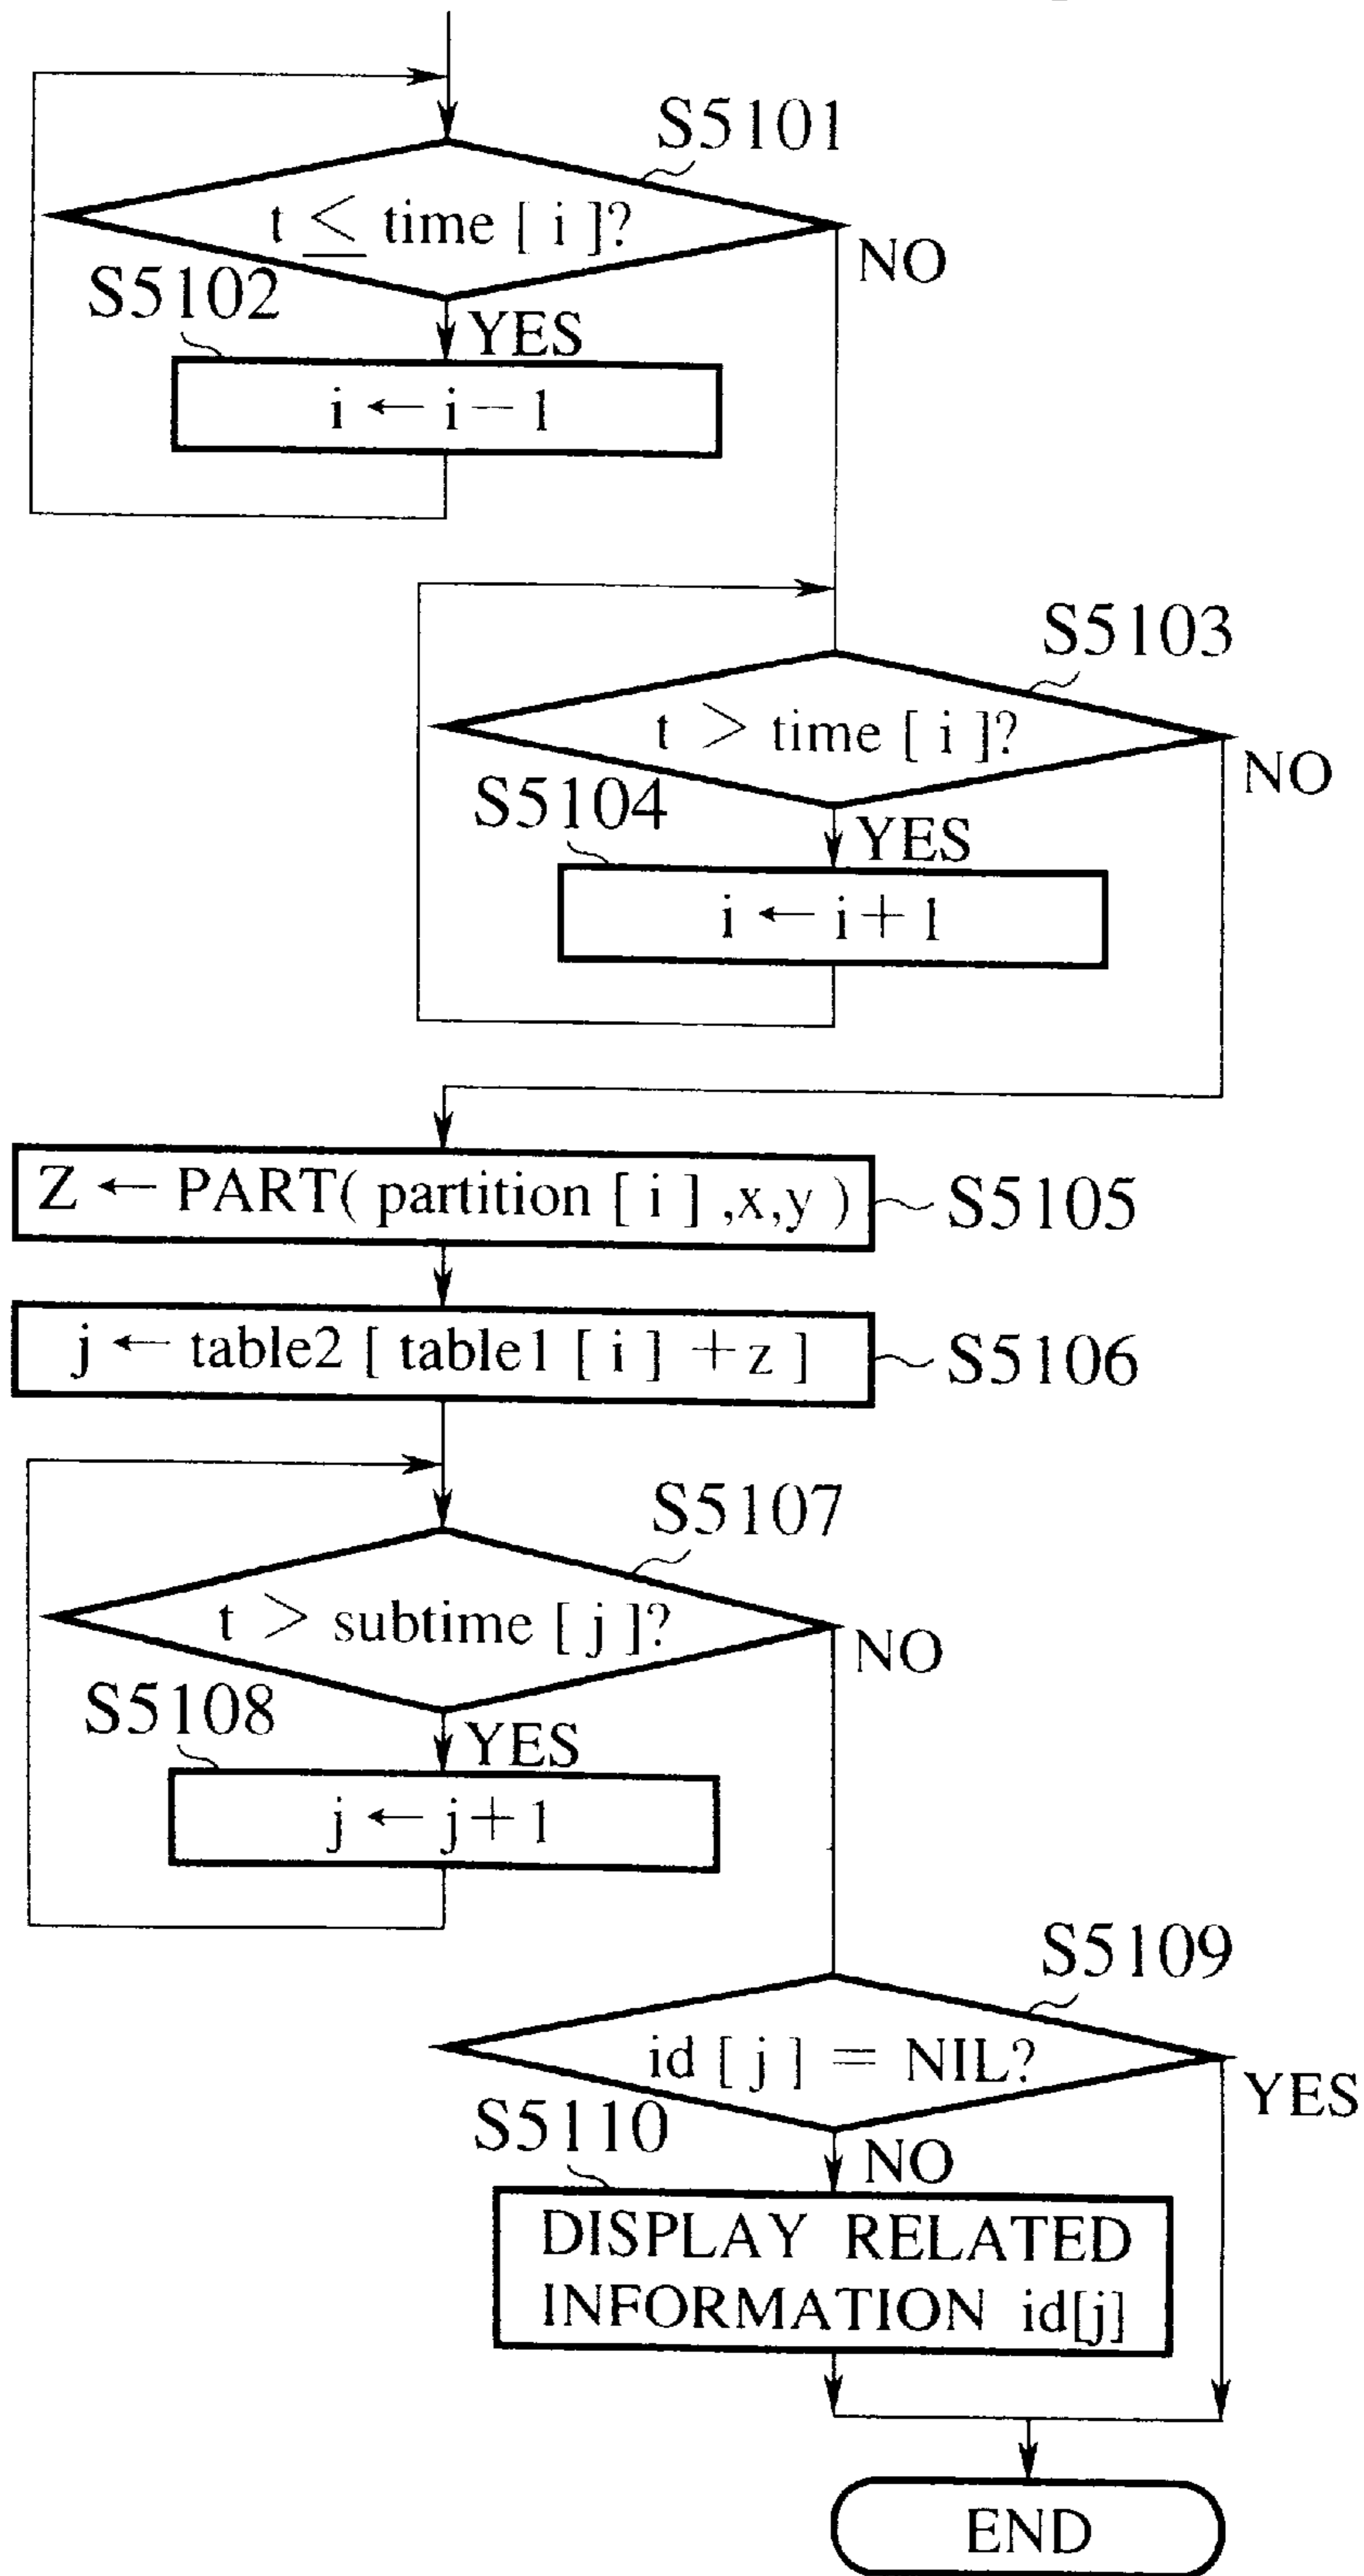 S5101
t ≤ time [ i ]?
NO
S5102
YES
i ← i − 1
S5103
t > time [ i ]?
NO
S5104
YES
i ← i + 1
Z ← PART( partition [ i ] ,x,y )
S5105
j ← table2 [ table1 [ i ] + z ]
S5106
S5107
t > subtime [ j ]?
NO
S5108
YES
j ← j + 1
S5109
id [ j ] = NIL?
YES
S5110
NO
DISPLAY RELATED
INFORMATION id[j]
END